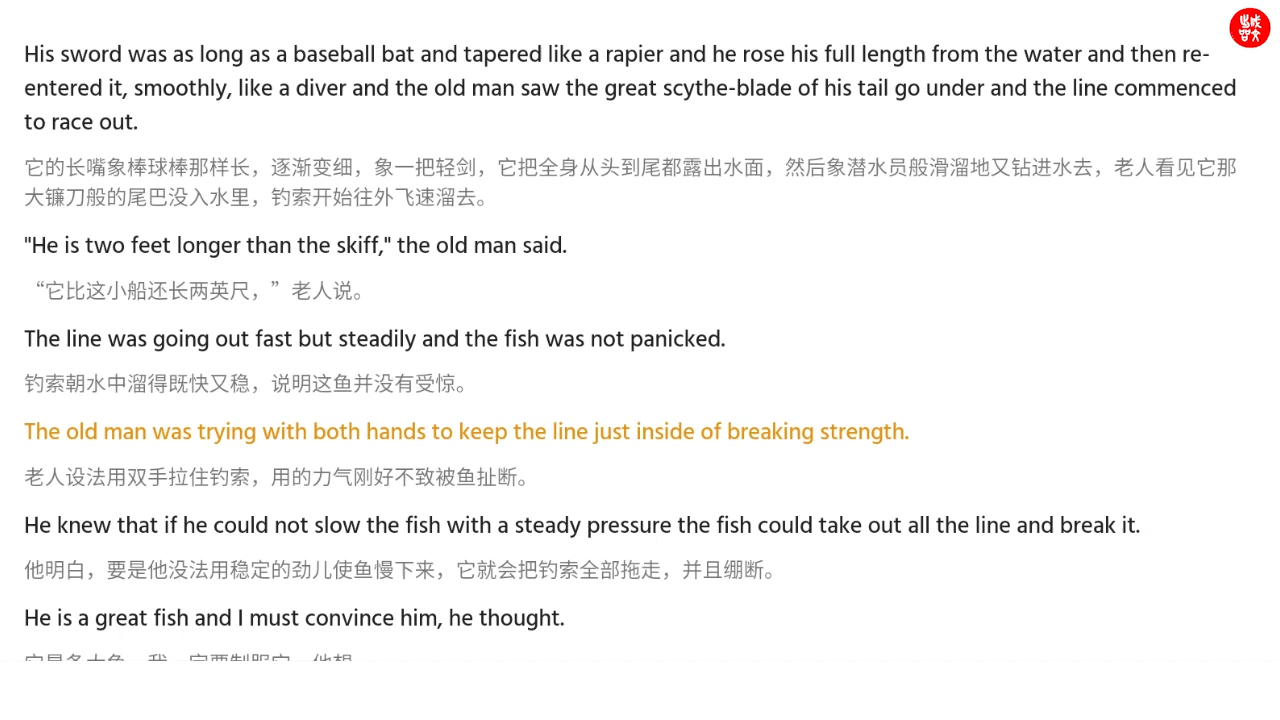 His sword was as long as a baseball bat and tapered like a rapier and he rose his full length from the water and then re-
entered it, smoothly, like a diver and the old man saw the great scythe-blade of his tail go under and the line commenced
to race out.
它的长嘴象棒球棒那样长，逐渐变细，象一把轻剑，它把全身从头到尾都露出水面，然后象潜水员般滑溜地又钻进水去，老人看见它那
大镰刀般的尾巴没入水里，钓索开始往外飞速溜去。
"He is two feet longer than the skiff," the old man said.
“它比这小船还长两英尺，”老人说。
The line was going out fast but steadily and the fish was not panicked.
钓索朝水中溜得既快又稳，说明这鱼并没有受惊。
The old man was trying with both hands to keep the line just inside of breaking strength.
老人设法用双手拉住钓索，用的力气刚好不致被鱼扯断。
He knew that if he could not slow the fish with a steady pressure the fish could take out all the line and break it.
他明白，要是他没法用稳定的劲儿使鱼慢下来，它就会把钓索全部拖走，并且绷断。
He is a great fish and I must convince him, he thought.